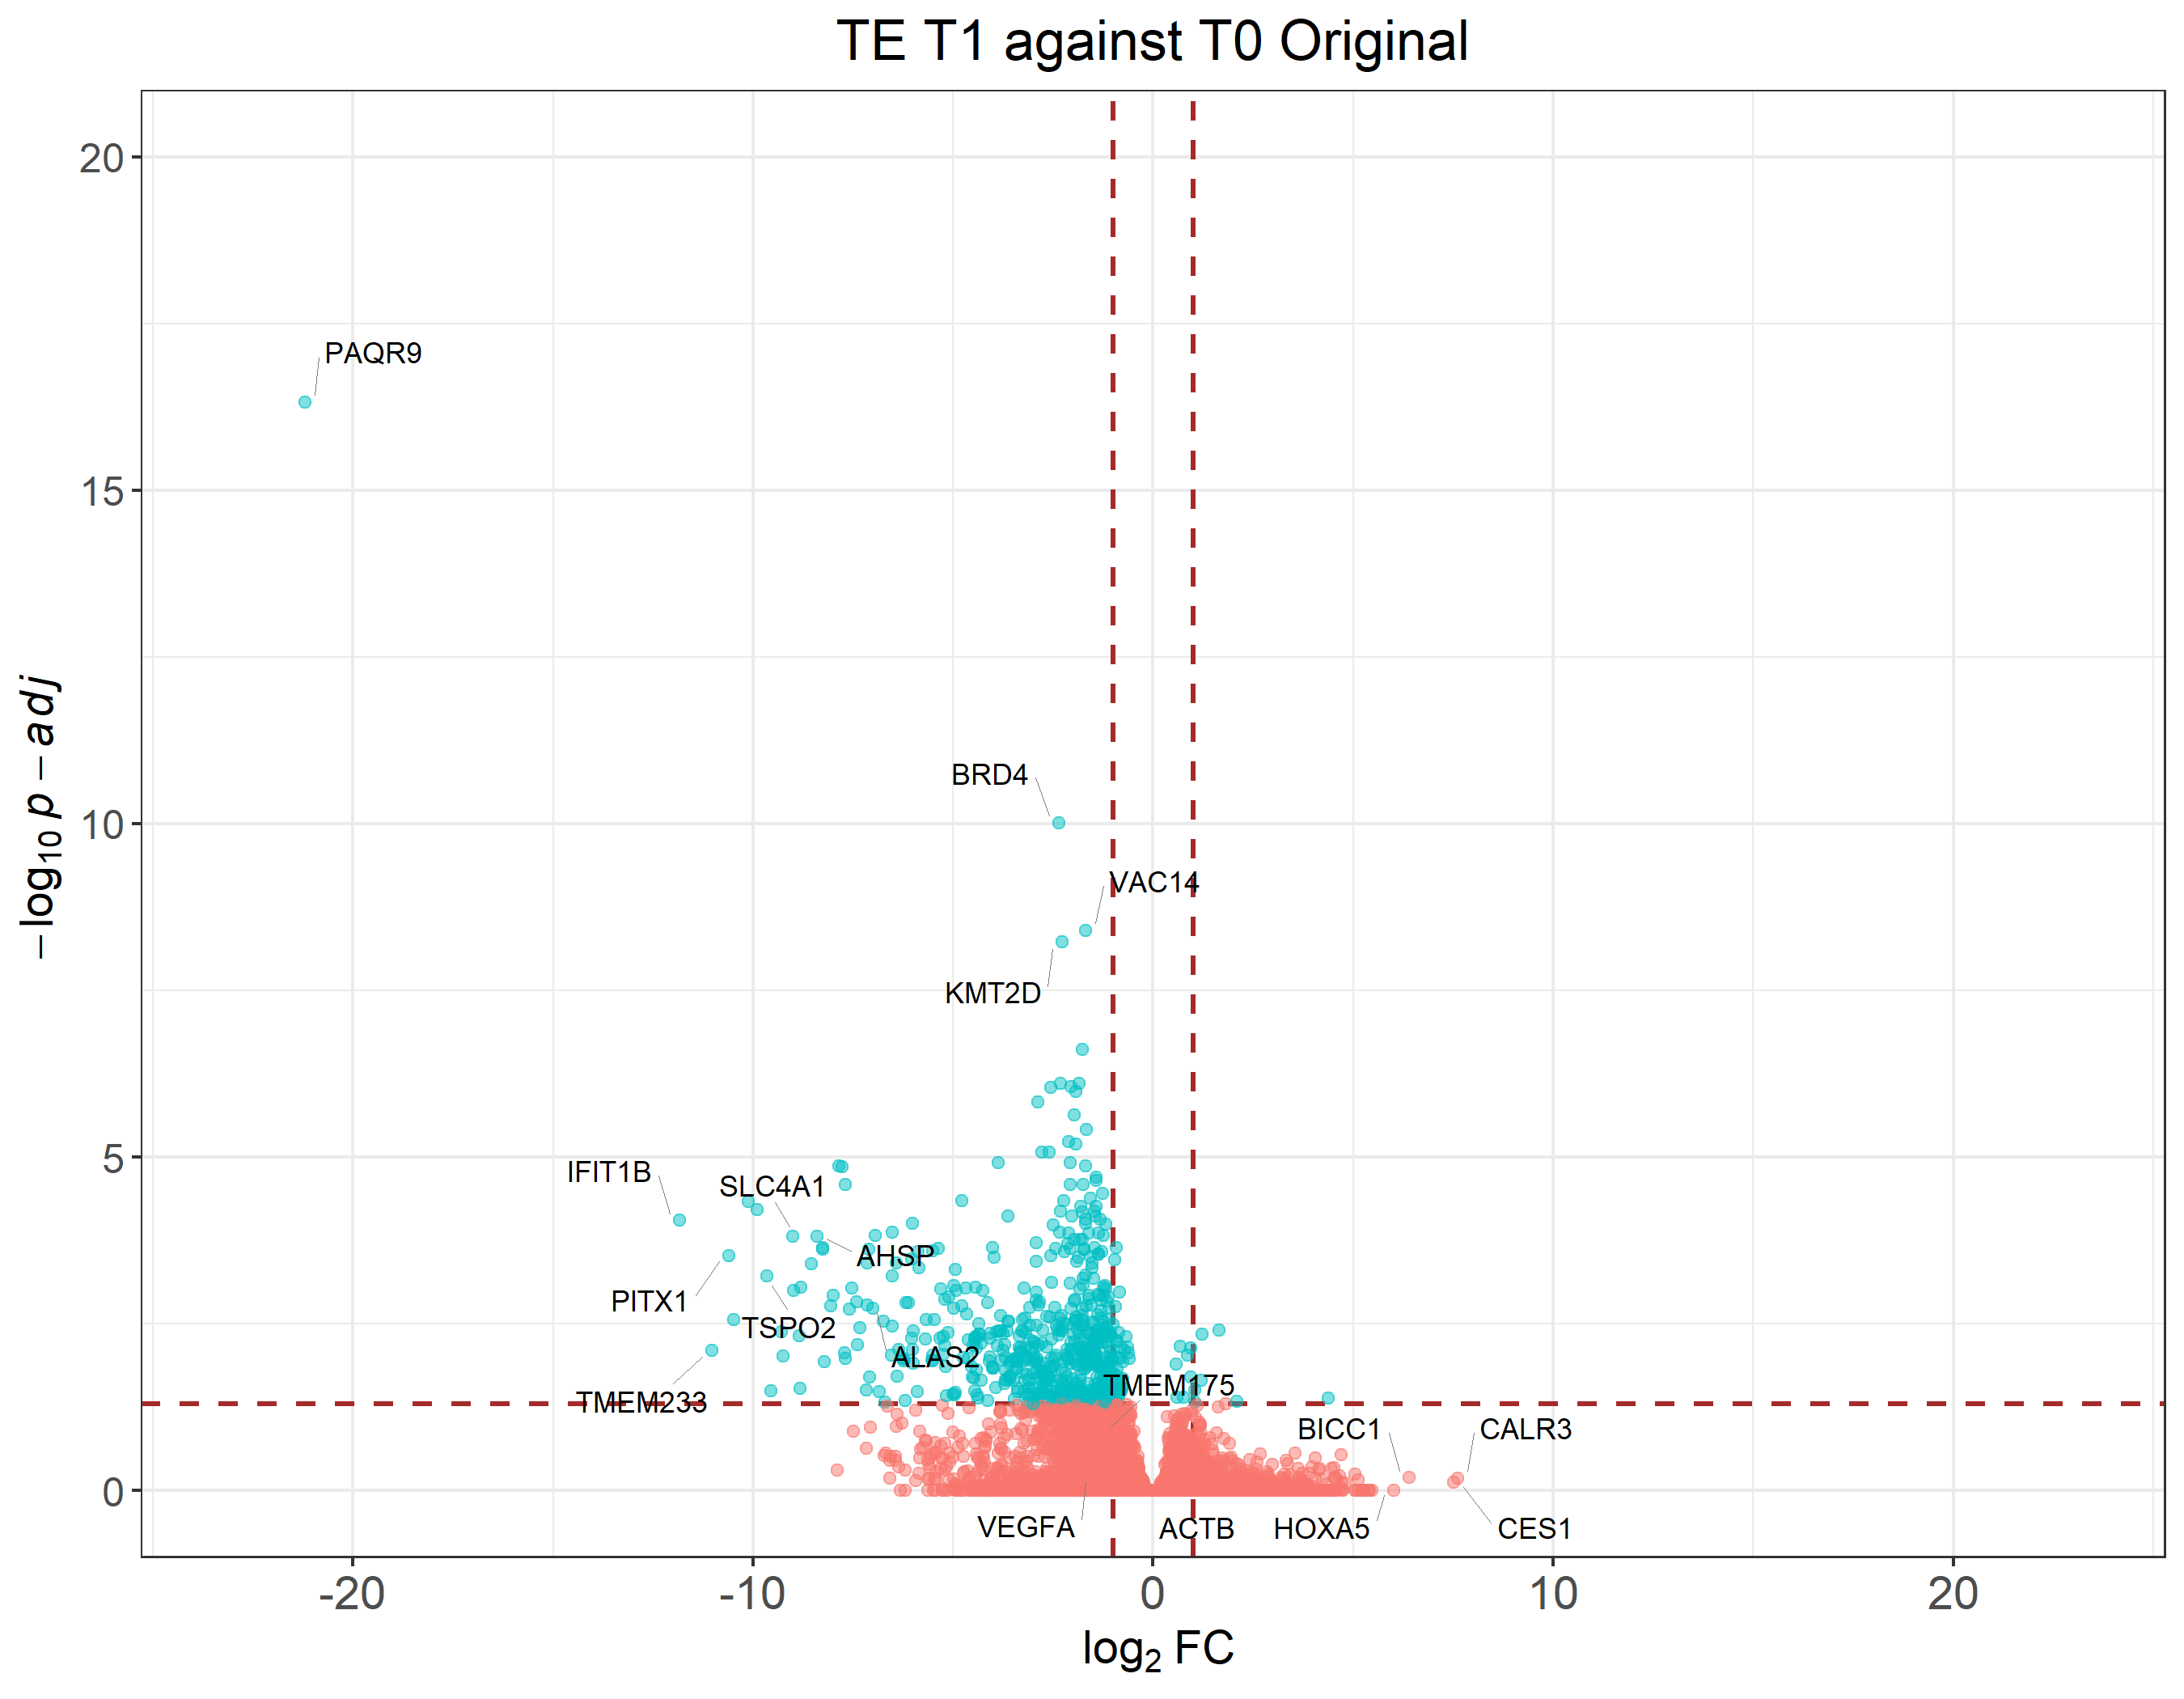 TE T1 against T0 Original
20
15
10
5
0
−log10 p − adj
PAQR9
BRD4
VAC14
KMT2D
IFIT1B
SLC4A1
AHSP
PITX1
TSPO2
ALAS2
TMEM233
TMEM175
BICC1
CALR3
VEGFA
ACTB
HOXA5
CES1
-20
-10
0
10
20
log2 FC